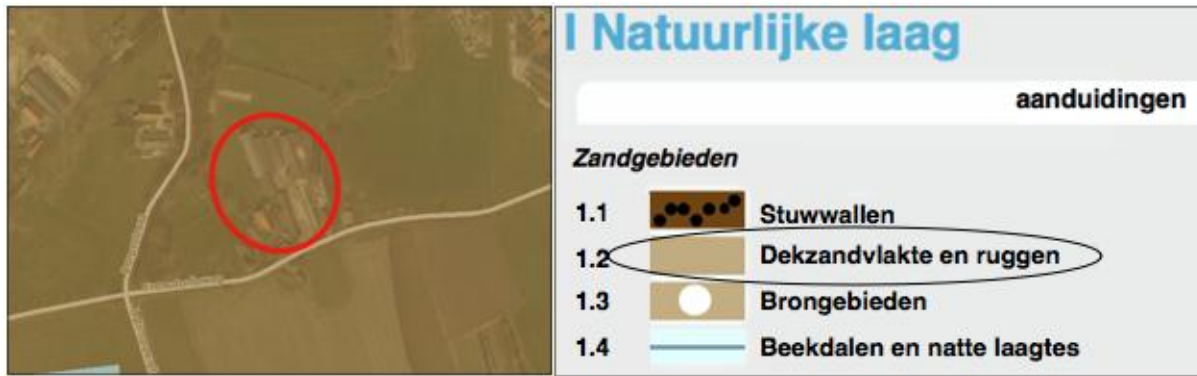 I Natuurlijke laag
aanduidingen
Zandgebieden
1.1 Stuwwallen
1.2 Dekzandvlakte en ruggen
1.3 Brongebieden
1.4 Beekdalen en natte laagtes